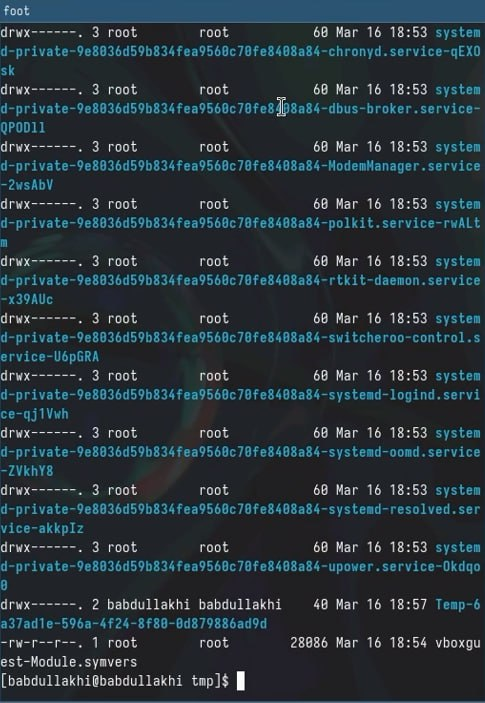 foot
drwx------. 3 root        root           60 Mar 16 18:53 system
d-private-9e8036d59b834fea9560c70fe8408a84-chronyd.service-qEXO
sk
drwx------. 3 root        root           60 Mar 16 18:53 system
d-private-9e8036d59b834fea9560c70fe8408a84-dbus-broker.service-
QPODll
drwx------. 3 root        root           60 Mar 16 18:53 system
d-private-9e8036d59b834fea9560c70fe8408a84-ModemManager.service
-2wsAbV
drwx------. 3 root        root           60 Mar 16 18:53 system
d-private-9e8036d59b834fea9560c70fe8408a84-polkit.service-rwALt
m
drwx------. 3 root        root           60 Mar 16 18:53 system
d-private-9e8036d59b834fea9560c70fe8408a84-rtkit-daemon.service
-x39AUc
drwx------. 3 root        root           60 Mar 16 18:53 system
d-private-9e8036d59b834fea9560c70fe8408a84-switcheroo-control.s
ervice-U6pGRA
drwx------. 3 root        root           60 Mar 16 18:53 system
d-private-9e8036d59b834fea9560c70fe8408a84-systemd-logind.servi
ce-qj1Vwh
drwx------. 3 root        root           60 Mar 16 18:53 system
d-private-9e8036d59b834fea9560c70fe8408a84-systemd-oomd.service
-ZVkhY8
drwx------. 3 root        root           60 Mar 16 18:53 system
d-private-9e8036d59b834fea9560c70fe8408a84-systemd-resolved.ser
vice-akkpIz
drwx------. 3 root        root           60 Mar 16 18:53 system
d-private-9e8036d59b834fea9560c70fe8408a84-upower.service-Okdqo
0
drwx------. 2 babdullakhi babdullakhi    40 Mar 16 18:57 Temp-6
a37ad1e-596a-4f24-8f80-0d879886ad9d
-rw-r--r--. 1 root        root        28086 Mar 16 18:54 vboxgu
est-Module.symvers
[babdullakhi@babdullakhi tmp]$